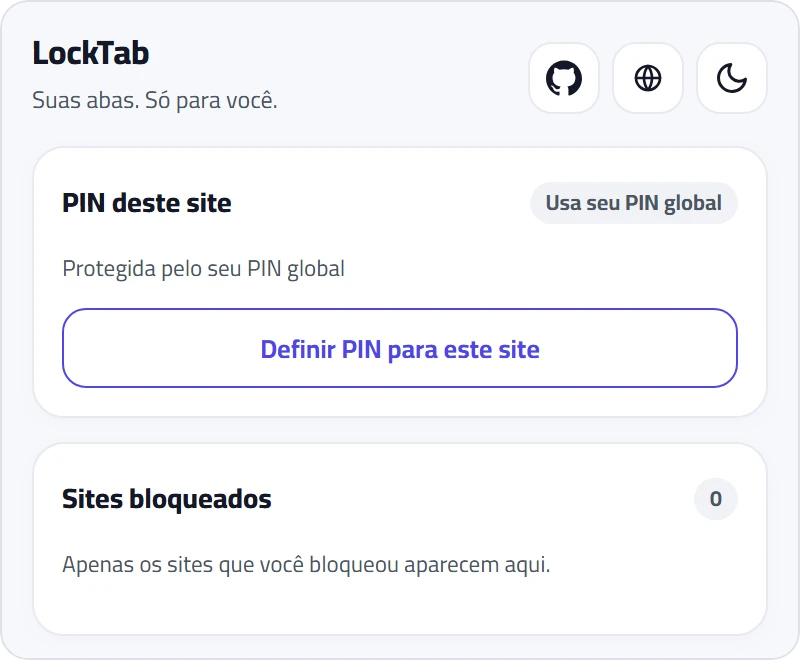 LockTab
Suas abas. Só para você.
PIN deste site
Usa seu PIN global
Protegida pelo seu PIN global
Definir PIN para este site
Sites bloqueados
0
Apenas os sites que você bloqueou aparecem aqui.